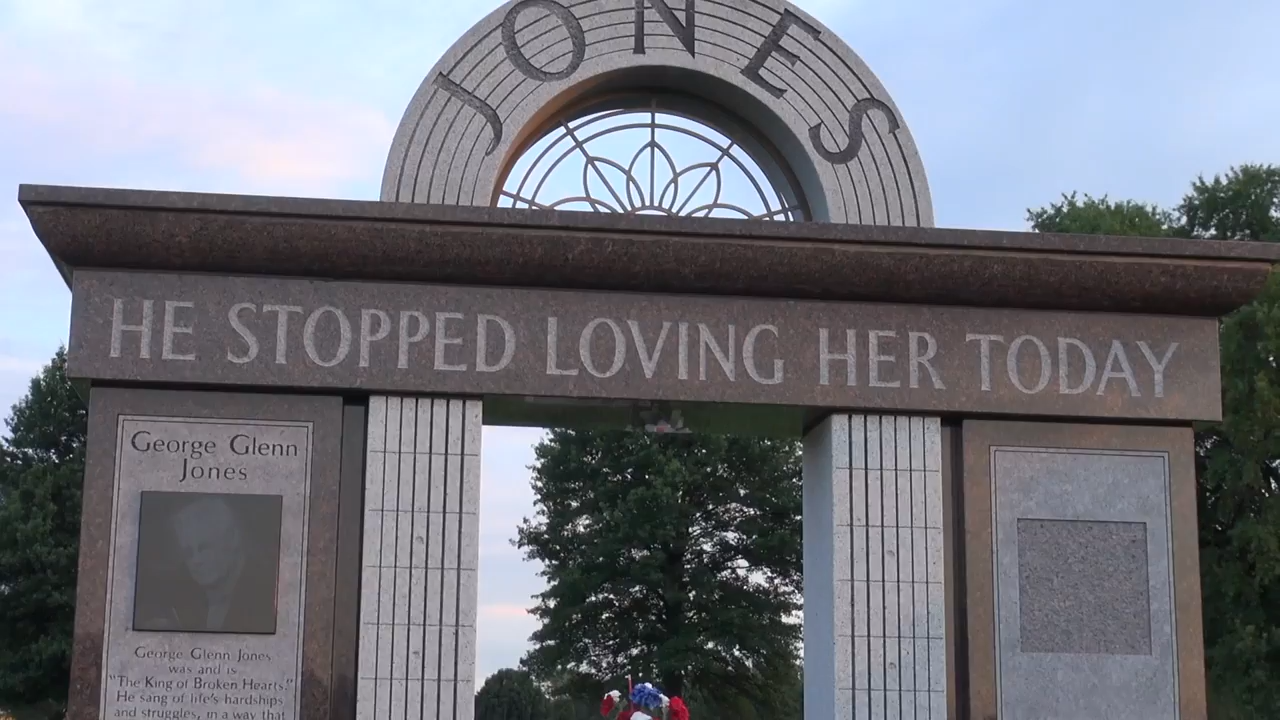 JONES
HE STOPPED LOVING HER TODAY
George Glenn
Jones
George Glenn Jones
was and is
"The King of Broken Hearts."
He sang of life's hardships
and struggles, in a way that